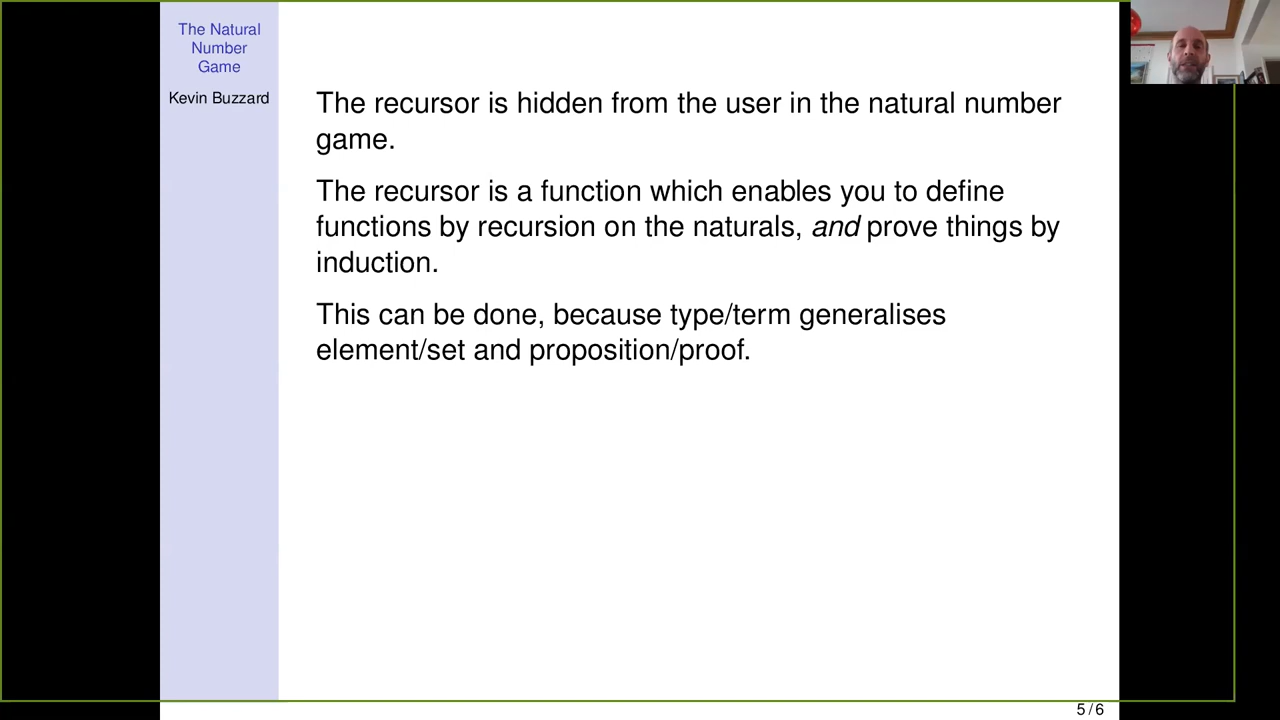 The Natural
Number
Game
Kevin Buzzard
The recursor is hidden from the user in the natural number
game.
The recursor is a function which enables you to define
functions by recursion on the naturals, and prove things by
induction.
This can be done, because type/term generalises
element/set and proposition/proof.
5 / 6